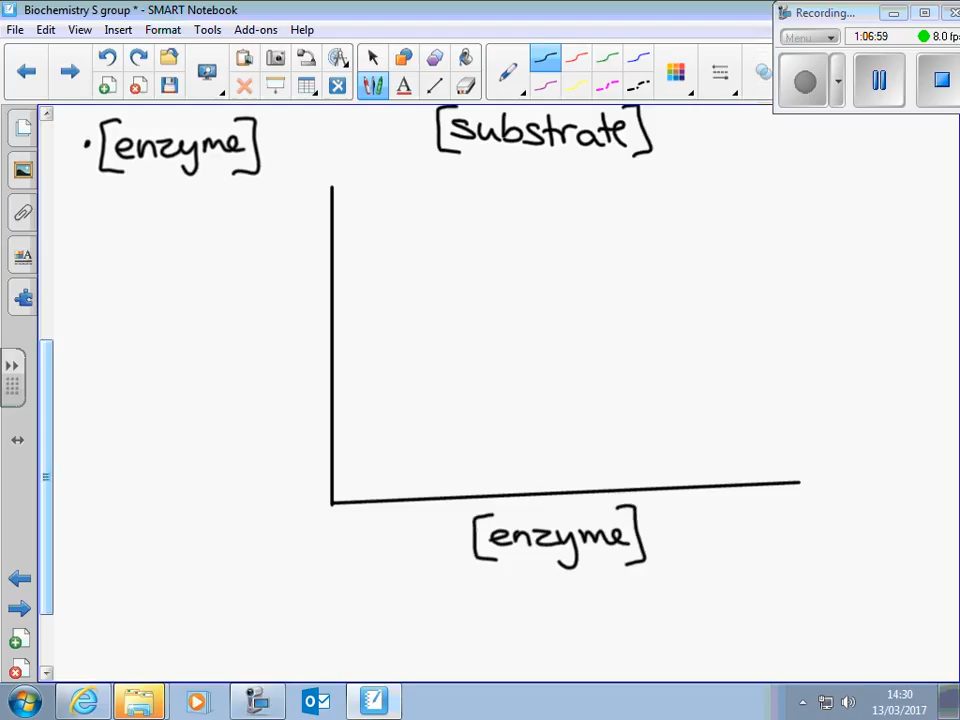 Biochemistry S group * - SMART Notebook
Recording...
File Edit View Insert Format Tools Add-ons Help
Menu
1:06:59
8.0 fp
A
A
[substrate]
• [enzyme]
[enzyme]
14:30
13/03/2017